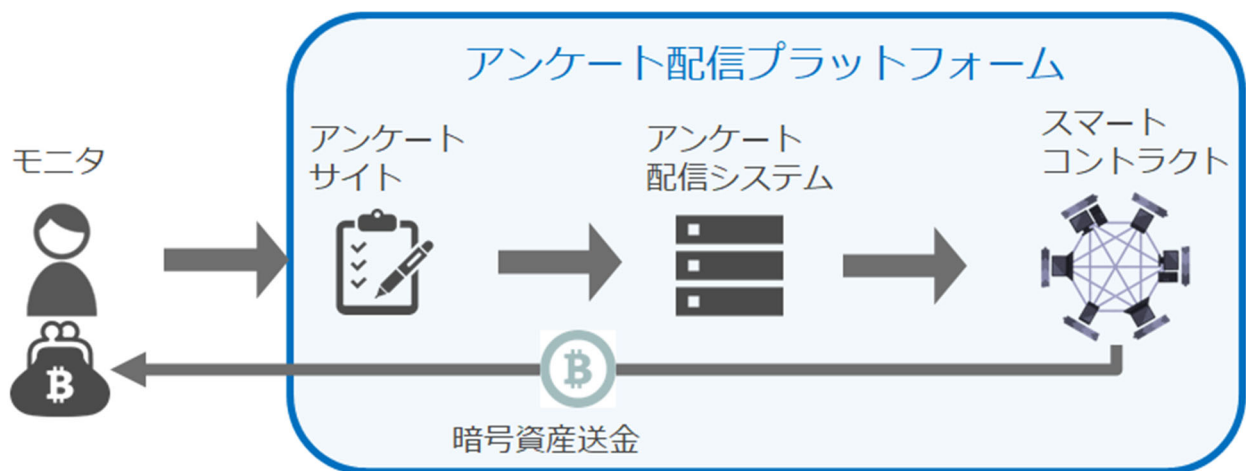 アンケート配信プラットフォーム
モニタ
アンケート
サイト
アンケート
配信システム
スマート
コントラクト
暗号資産送金